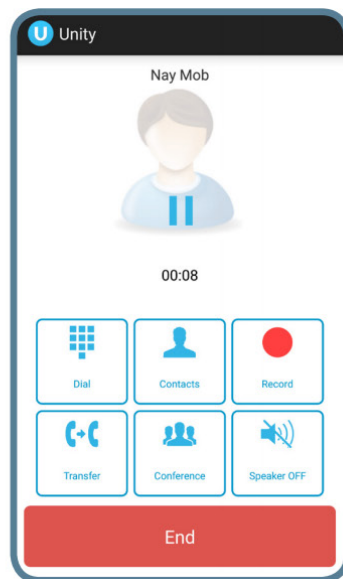 U Unity
Nay Mob
00:08
Dial Contacts Record
Transfer Conference Speaker OFF
End